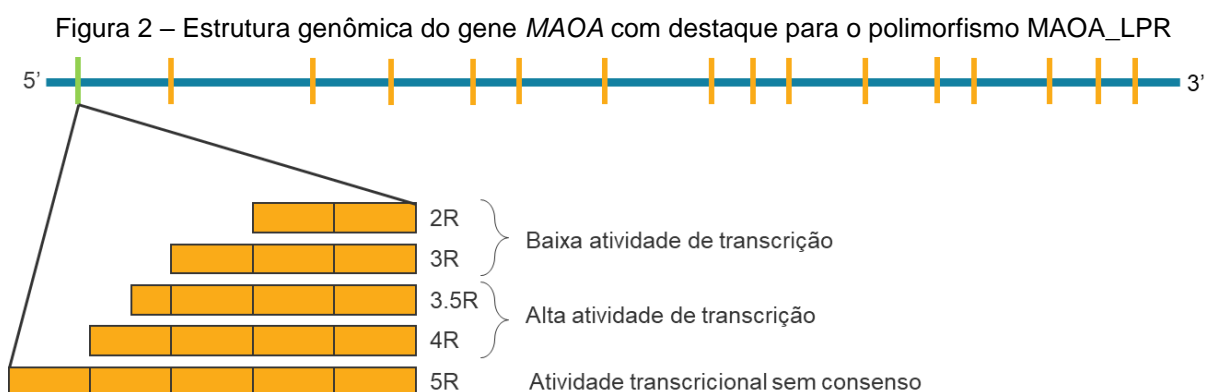 Figura 2 – Estrutura genômica do gene MAOA com destaque para o polimorfismo MAOA_LPR
5’
3’
2R
3R
Baixa atividade de transcrição
3.5R
4R
Alta atividade de transcrição
5R
Atividade transcricional sem consenso